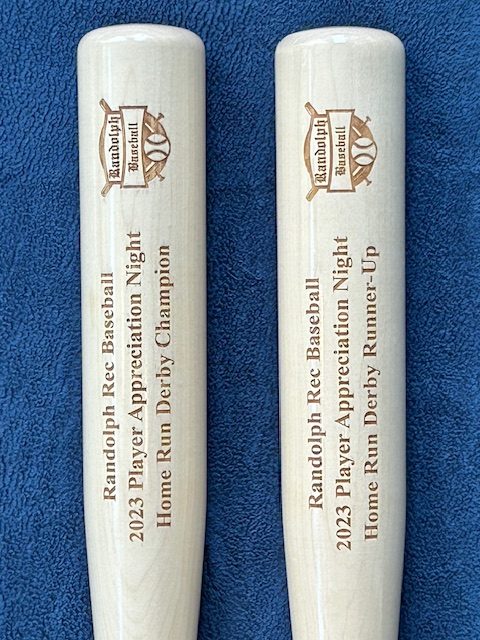 Randolph
Baseball
Randolph Rec Baseball
2023 Player Appreciation Night
Home Run Derby Champion
Randolph
Baseball
Randolph Rec Baseball
2023 Player Appreciation Night
Home Run Derby Runner-Up